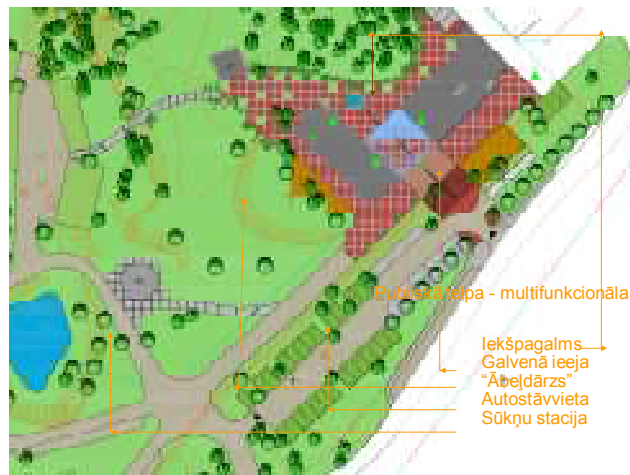 Publiskā telpa - multifunkcionāla
Iekšpagalms
Galvenā ieeja
“Ābeļdārzs”
Autostāvvieta
Sūkņu stacija